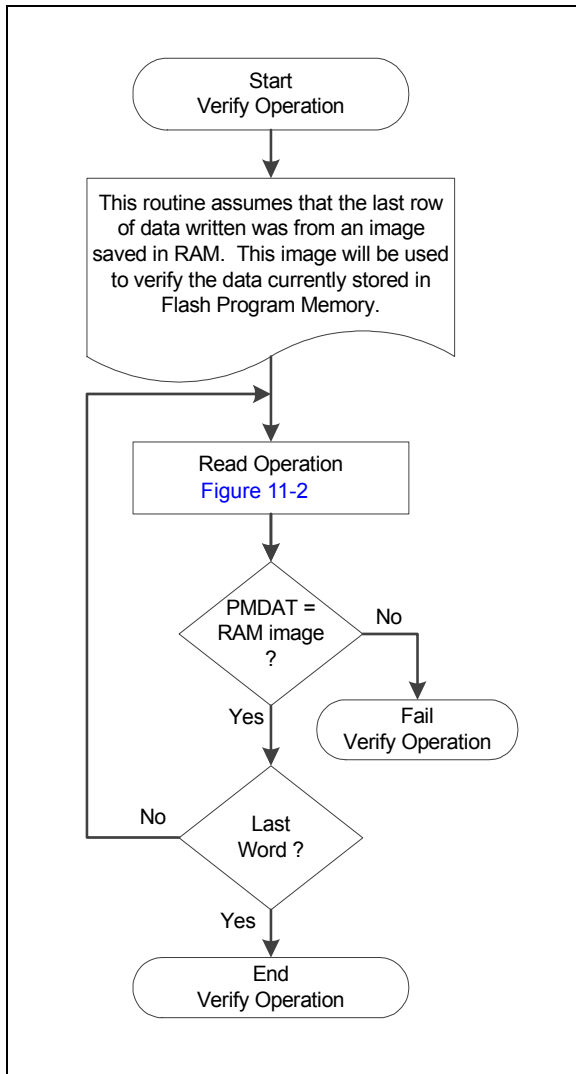 Start
Verify Operation
This routine assumes that the last row
of data written was from an image
saved in RAM. This image will be used
to verify the data currently stored in
Flash Program Memory.
Read Operation
Figure 11-2
PMDAT =
RAM image
?
No
Yes
Fail
Verify Operation
No
Last
Word ?
Yes
End
Verify Operation